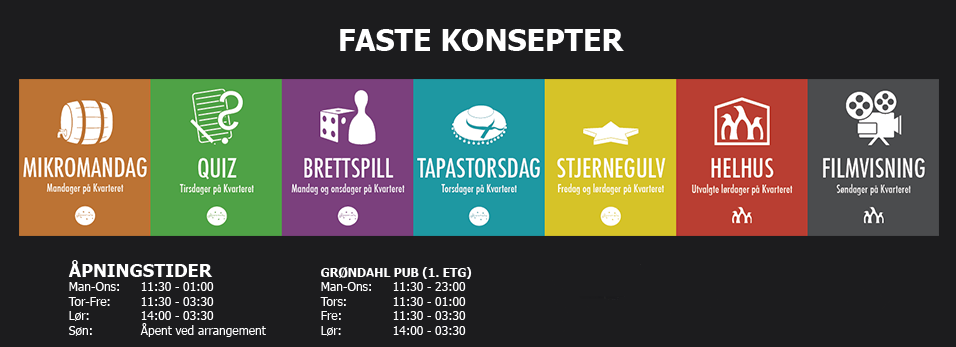 FASTE KONSEPTER
MIKROMANDAG
Mandager på Kvarteret
QUIZ
Tirsdager på Kvarteret
BRETTSPILL
Mandag og onsdager på Kvarteret
TAPASTORSDAG
Torsdager på Kvarteret
STJERNEGULV
Fredag og lørdager på Kvarteret
HELHUS
Utvalgte lørdager på Kvarteret
FILMVISNING
Søndager på Kvarteret
ÅPNINGSTIDER
Man-Ons: 11:30 - 01:00
Tor-Fre: 11:30 - 03:30
Lør: 14:00 - 03:30
Søn: Åpent ved arrangement
GRØNDAHL PUB (1. ETG)
Man-Ons: 11:30 - 23:00
Tors: 11:30 - 01:00
Fre: 11:30 - 03:30
Lør: 14:00 - 03:30